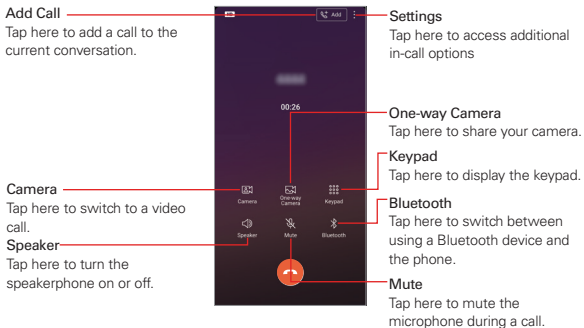 Add Call
Tap here to add a call to the
current conversation.
Camera
Tap here to switch to a video
call.
Speaker
Tap here to turn the
speakerphone on or off.
HD
Add
00:26
Camera
One-way
Camera
Keypad
Speaker
Mute
Bluetooth
Settings
Tap here to access additional
in-call options
One-way Camera
Tap here to share your camera.
Keypad
Tap here to display the keypad.
Bluetooth
Tap here to switch between
using a Bluetooth device and
the phone.
Mute
Tap here to mute the
microphone during a call.